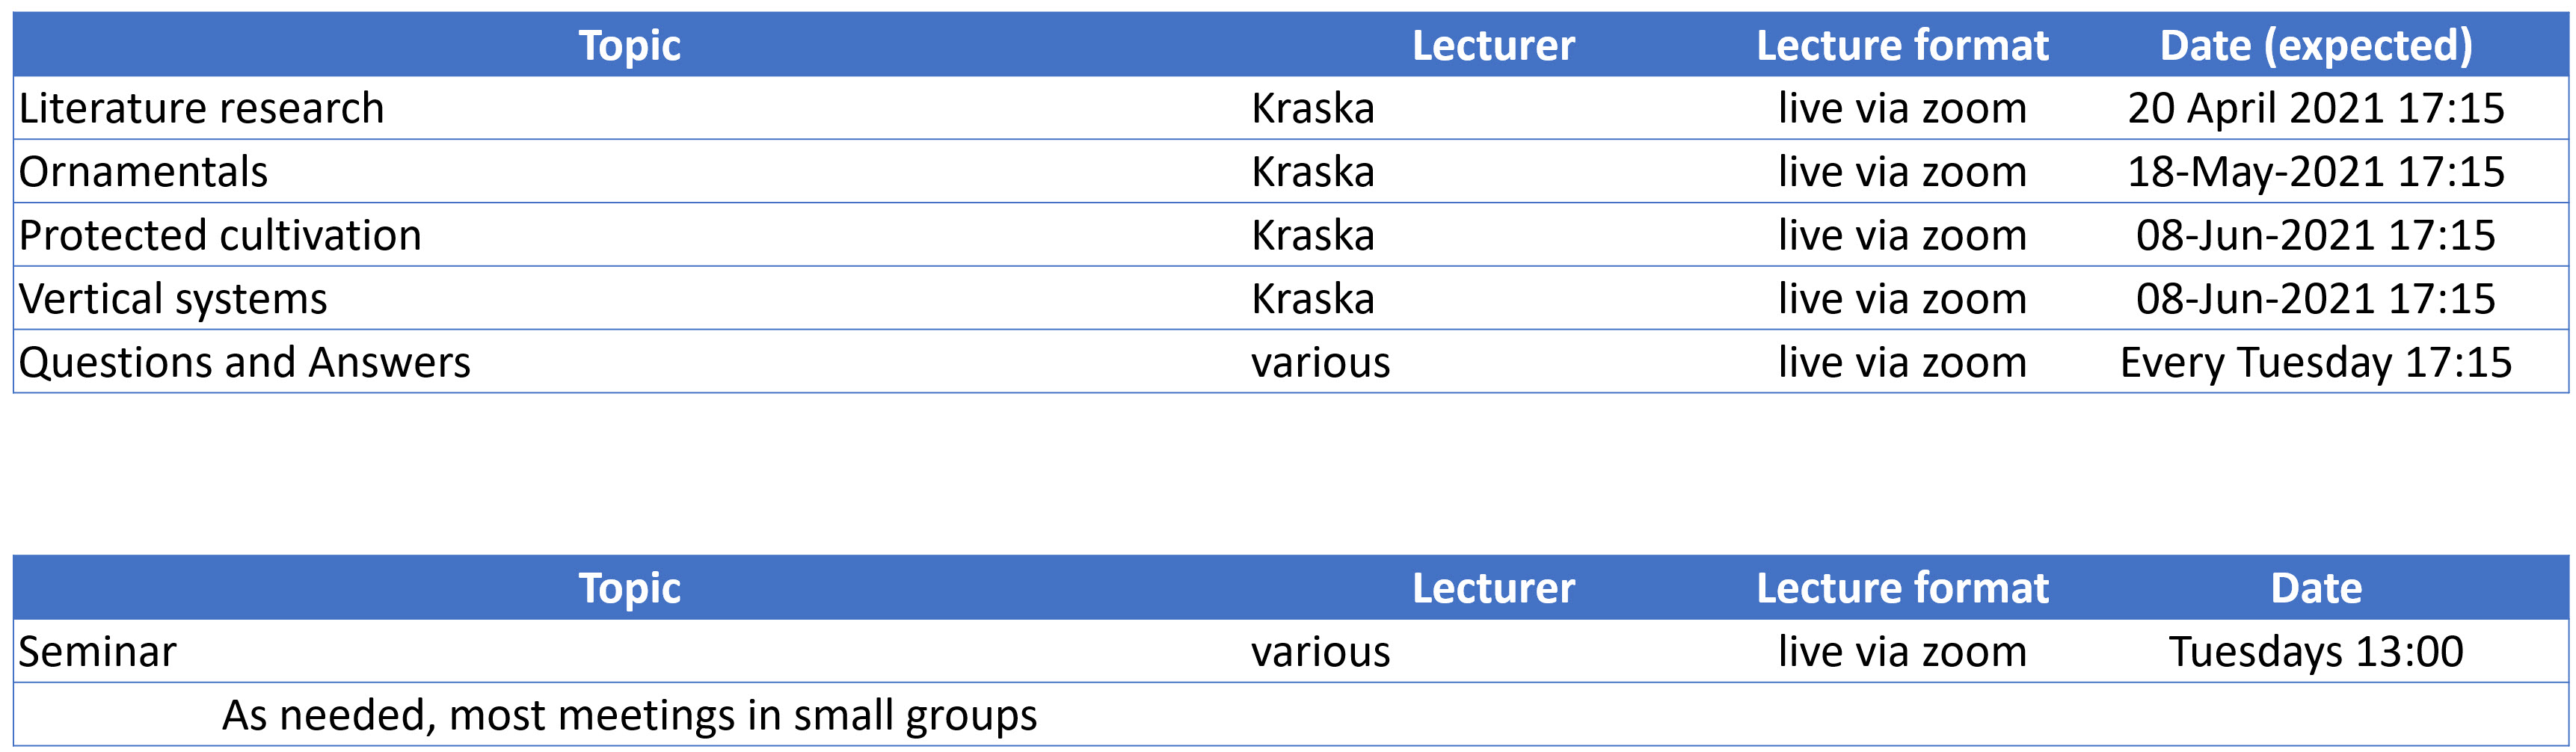 Topic Lecturer Lecture format Date (expected)
Literature research Kraska live via zoom 20 April 2021 17:15
Ornamentals Kraska live via zoom 18-May-2021 17:15
Protected cultivation Kraska live via zoom 08-Jun-2021 17:15
Vertical systems Kraska live via zoom 08-Jun-2021 17:15
Questions and Answers various live via zoom Every Tuesday 17:15
Topic Lecturer Lecture format Date
Seminar various live via zoom Tuesdays 13:00
As needed, most meetings in small groups